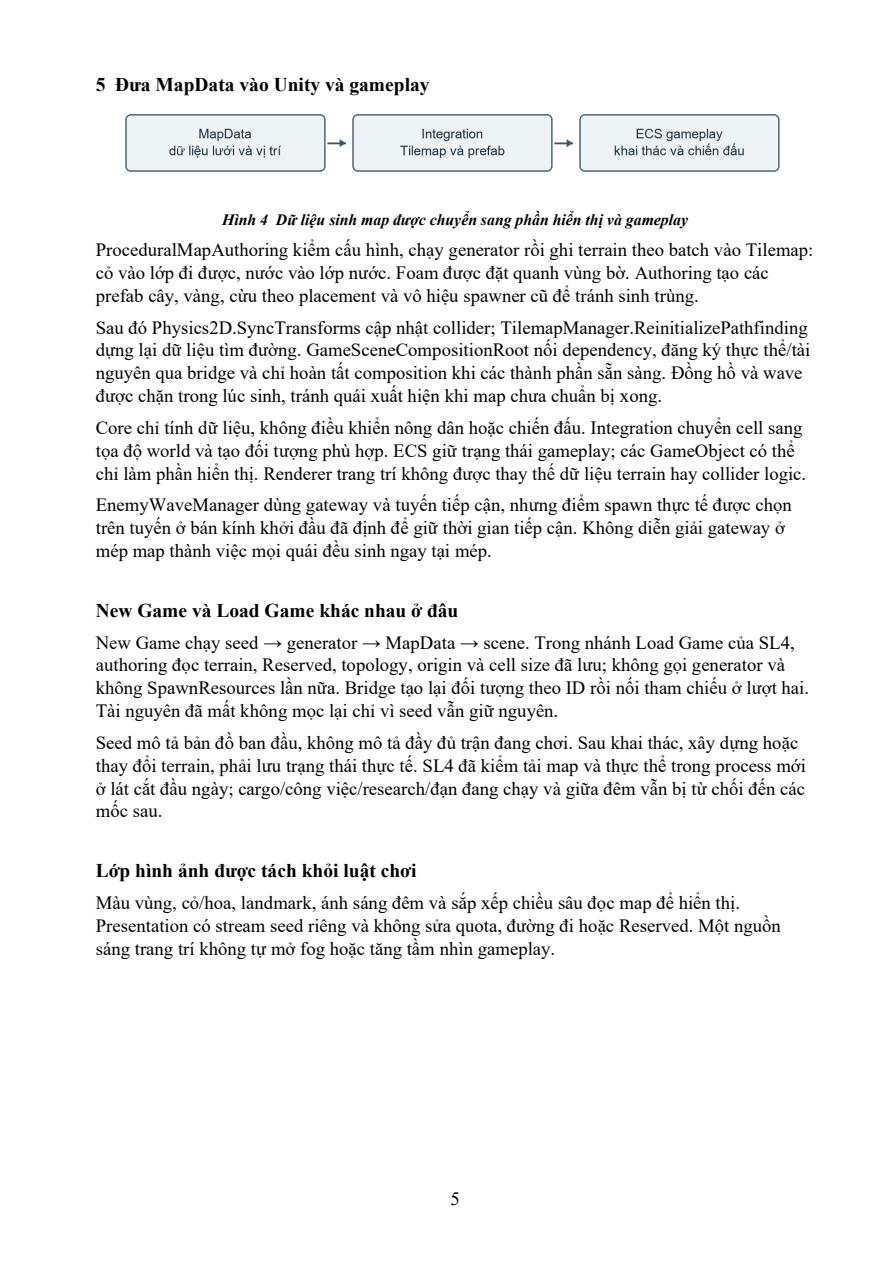 5 Đưa MapData vào Unity và gameplay
MapData
dữ liệu lưới và vị trí
Integration
Tilemap và prefab
ECS gameplay
khai thác và chiến đấu
Hình 4 Dữ liệu sinh map được chuyển sang phần hiển thị và gameplay
ProceduralMapAuthoring kiểm cấu hình, chạy generator rồi ghi terrain theo batch vào Tilemap:
cỏ vào lớp đi được, nước vào lớp nước. Foam được đặt quanh vùng bờ. Authoring tạo các
prefab cây, vàng, cừu theo placement và vô hiệu spawner cũ để tránh sinh trùng.
Sau đó Physics2D.SyncTransforms cập nhật collider; TilemapManager.ReinitializePathfinding
dựng lại dữ liệu tìm đường. GameSceneCompositionRoot nối dependency, đăng ký thực thể/tài
nguyên qua bridge và chỉ hoàn tất composition khi các thành phần sẵn sàng. Đồng hồ và wave
được chặn trong lúc sinh, tránh quái xuất hiện khi map chưa chuẩn bị xong.
Core chỉ tính dữ liệu, không điều khiển nông dân hoặc chiến đấu. Integration chuyển cell sang
tọa độ world và tạo đối tượng phù hợp. ECS giữ trạng thái gameplay; các GameObject có thể
chỉ làm phần hiển thị. Renderer trang trí không được thay thế dữ liệu terrain hay collider logic.
EnemyWaveManager dùng gateway và tuyến tiếp cận, nhưng điểm spawn thực tế được chọn
trên tuyến ở bán kính khởi đầu đã định để giữ thời gian tiếp cận. Không diễn giải gateway ở
mép map thành việc mọi quái đều sinh ngay tại mép.
New Game và Load Game khác nhau ở đâu
New Game chạy seed → generator → MapData → scene. Trong nhánh Load Game của SL4,
authoring đọc terrain, Reserved, topology, origin và cell size đã lưu; không gọi generator và
không SpawnResources lần nữa. Bridge tạo lại đối tượng theo ID rồi nối tham chiếu ở lượt hai.
Tài nguyên đã mất không mọc lại chỉ vì seed vẫn giữ nguyên.
Seed mô tả bản đồ ban đầu, không mô tả đầy đủ trận đang chơi. Sau khai thác, xây dựng hoặc
thay đổi terrain, phải lưu trạng thái thực tế. SL4 đã kiểm tải map và thực thể trong process mới
ở lát cắt đầu ngày; cargo/công việc/research/đạn đang chạy và giữa đêm vẫn bị từ chối đến các
mốc sau.
Lớp hình ảnh được tách khỏi luật chơi
Màu vùng, cỏ/hoa, landmark, ánh sáng đêm và sắp xếp chiều sâu đọc map để hiển thị.
Presentation có stream seed riêng và không sửa quota, đường đi hoặc Reserved. Một nguồn
sáng trang trí không tự mở fog hoặc tăng tầm nhìn gameplay.
5